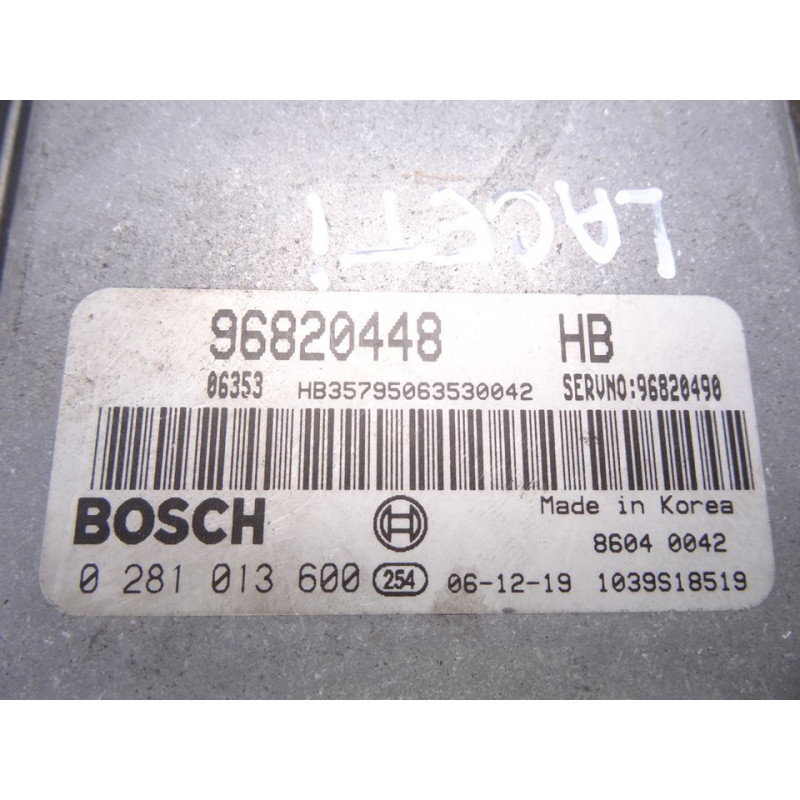 LACETi
96820448 HB
06353 HB35795063530042 SERVNO:96820490
BOSCH Made in Korea
8604 0042
0 281 013 600 254 06-12-19 1039S18519